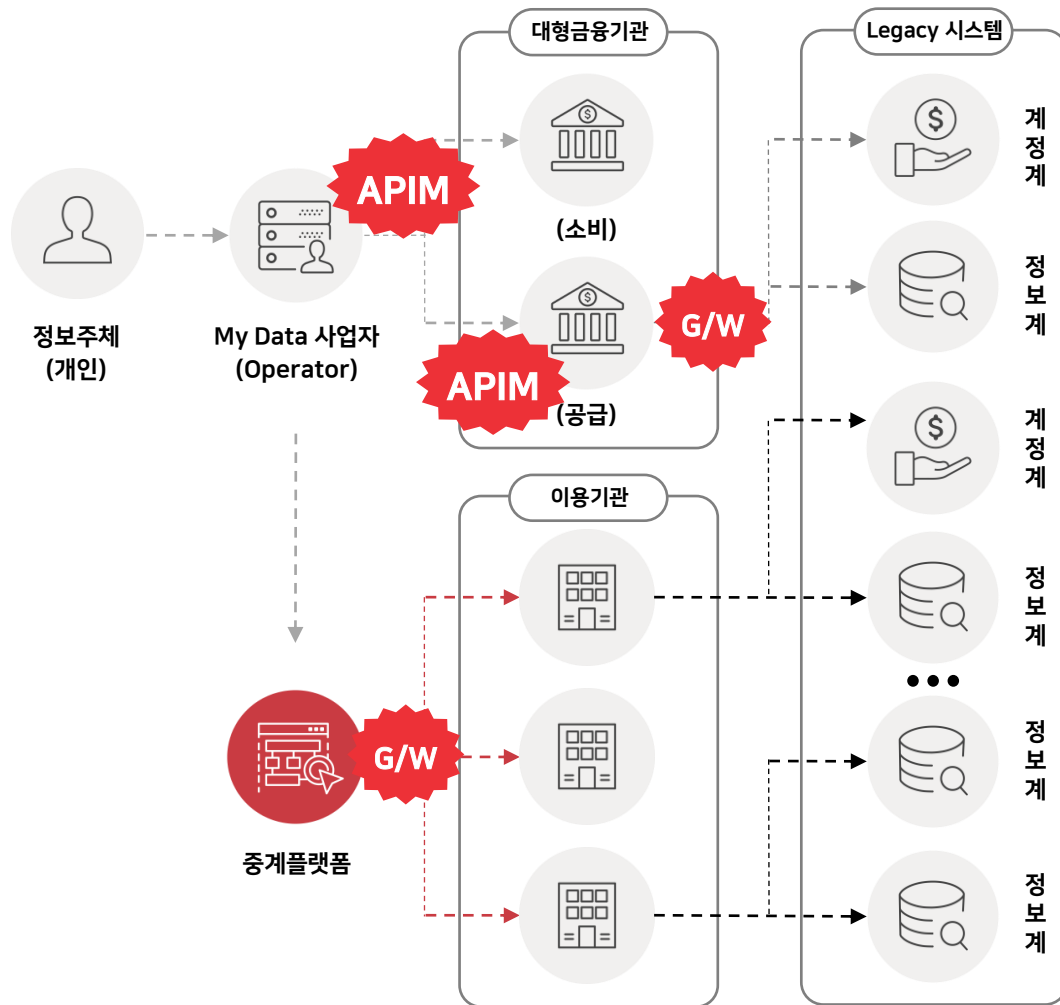 대형금융기관
Legacy 시스템
APIM
(소비)
계
정
계
정보주체
(개인)
My Data 사업자
(Operator)
APIM
(공급)
G/W
정
보
계
계
정
계
이용기관
정
보
계
G/W
중계플랫폼
정
보
계
정
보
계